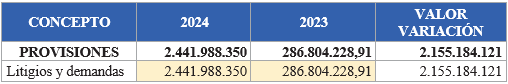 CONCEPTO 2024 2023 VALOR VARIACIÓN
PROVISIONES 2.441.988.350 286.804.228,91 2.155.184.121
Litigios y demandas 2.441.988.350 286.804.228,91 2.155.184.121